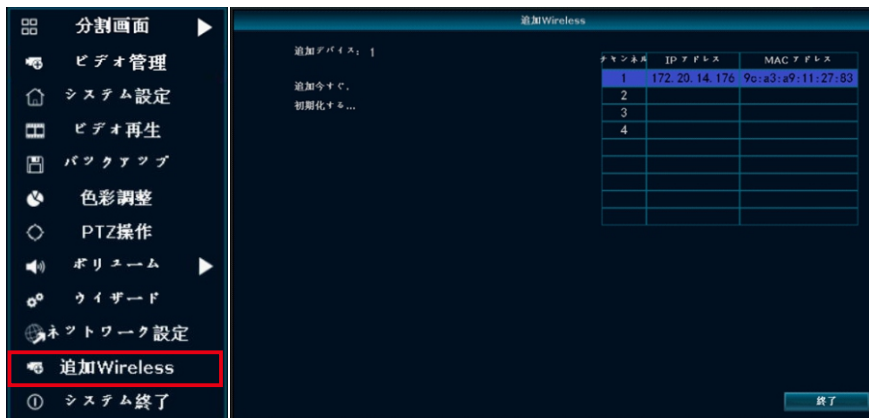 分割画面
ビデオ管理
システム設定
ビデオ再生
バックアップ
色彩調整
PTZ操作
ボリューム
ウイザード
ネットワーク設定
追加Wireless
システム終了
追加Wireless
追加デバイス: 1
追加今すぐ.
初期化する...
チャンネル IPアドレス MACアドレス
1 172.20.14.176 9c:a3:a9:11:27:83
2
3
4
終了